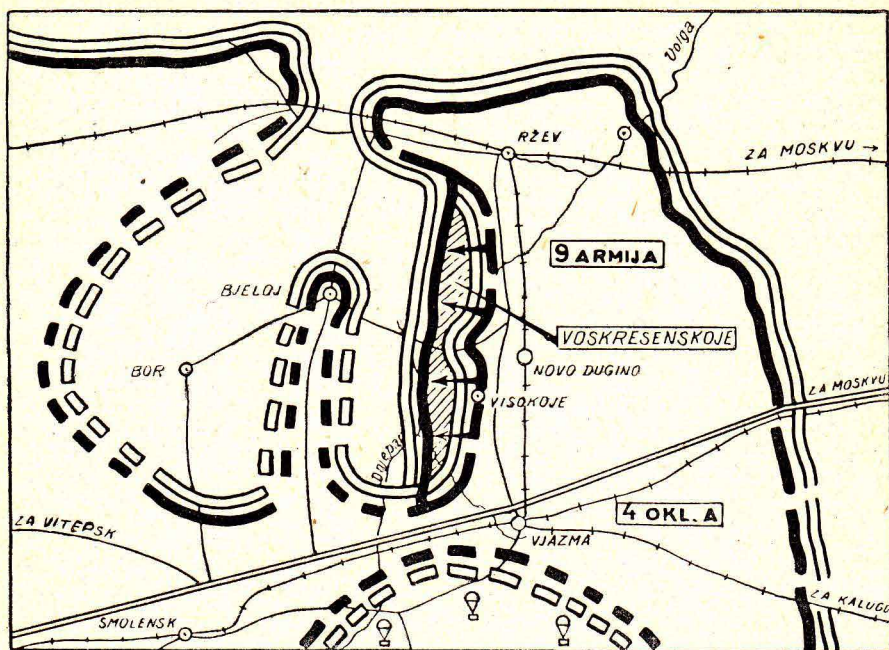 Volga
RŽEV
ZA MOSKVU →
9 ARMIJA
BJELOJ
VOSKRESENSKOJE
BOR
NOVO DUGINO
ZA MOSKVU
VISOKOJE
Dnjepar
4 OKL. A
ZA VITEPSK
VJAZMA
ZA KALUGU
SMOLENSK